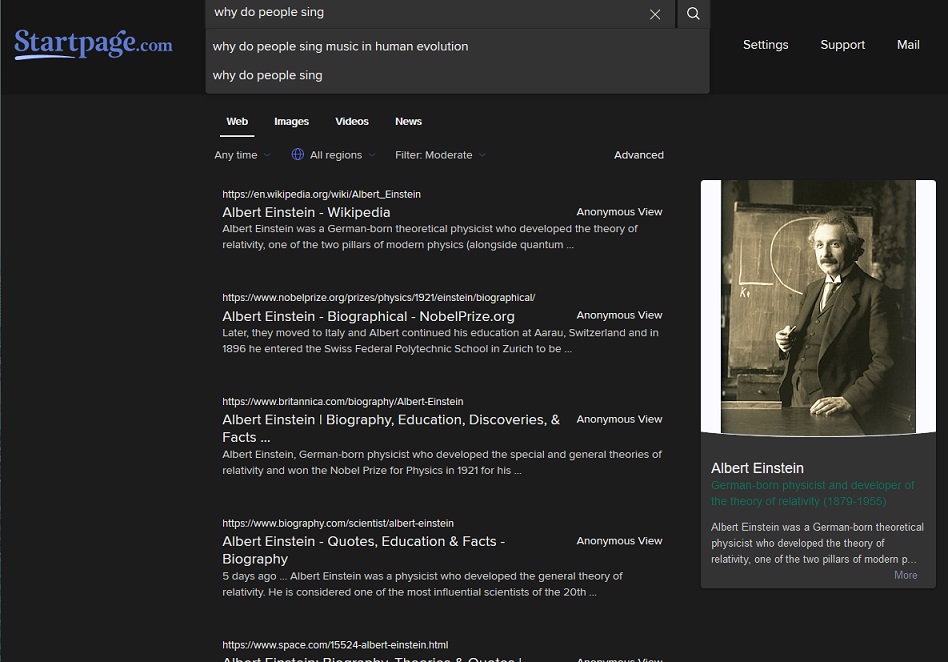 why do people sing
Startpage.com
why do people sing music in human evolution
why do people sing
Settings
Support
Mail
Web
Images
Videos
News
Any time
All regions
Filter: Moderate
Advanced
https://en.wikipedia.org/wiki/Albert_Einstein
Albert Einstein - Wikipedia
Anonymous View
Albert Einstein was a German-born theoretical physicist who developed the theory of
relativity, one of the two pillars of modern physics (alongside quantum ...
https://www.nobelprize.org/prizes/physics/1921/einstein/biographical/
Albert Einstein - Biographical - NobelPrize.org
Anonymous View
Later, they moved to Italy and Albert continued his education at Aarau, Switzerland and in
1896 he entered the Swiss Federal Polytechnic School in Zurich to be ...
https://www.britannica.com/biography/Albert-Einstein
Albert Einstein | Biography, Education, Discoveries, &
Facts ...
Anonymous View
Albert Einstein, German-born physicist who developed the special and general theories of
relativity and won the Nobel Prize for Physics in 1921 for his ...
https://www.biography.com/scientist/albert-einstein
Albert Einstein - Quotes, Education & Facts -
Biography
Anonymous View
5 days ago ... Albert Einstein was a physicist who developed the general theory of
relativity. He is considered one of the most influential scientists of the 20th ...
https://www.space.com/15524-albert-einstein.html
Albert Einstein: Biography, Theories & Quotes |
Anonymous View
Albert Einstein
German-born physicist and developer of
the theory of relativity (1879-1955)
Albert Einstein was a German-born theoretical
physicist who developed the theory of
relativity, one of the two pillars of modern p...
More